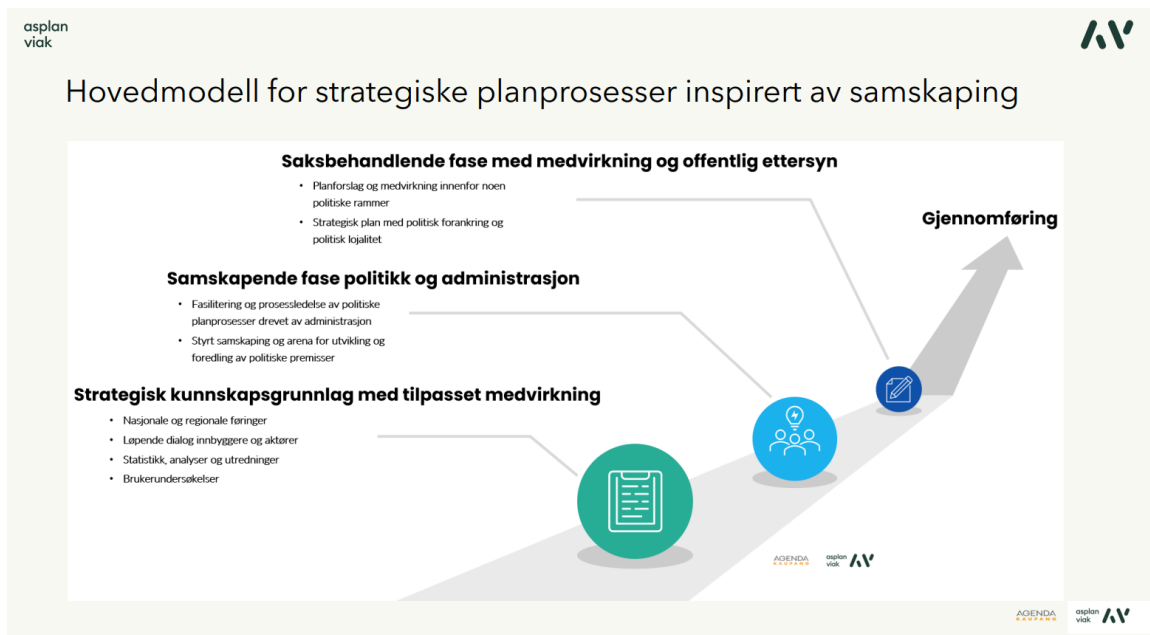 asplan
viak
Hovedmodell for strategiske planprosesser inspirert av samskaping
Saksbehandlende fase med medvirkning og offentlig ettersyn
• Planforslag og medvirkning innenfor noen
politiske rammer
• Strategisk plan med politisk forankring og
politisk lojalitet
Gjennomføring
Samskapende fase politikk og administrasjon
• Fasilitering og prosessledelse av politiske
planprosesser drevet av administrasjon
• Styrt samskaping og arena for utvikling og
foredling av politiske premisser
Strategisk kunnskapsgrunnlag med tilpasset medvirkning
• Nasjonale og regionale føringer
• Løpende dialog innbyggere og aktører
• Statistikk, analyser og utredninger
• Brukerundersøkelser
AGENDA
KAUPANG
asplan
viak
AGENDA
KAUPANG
asplan
viak